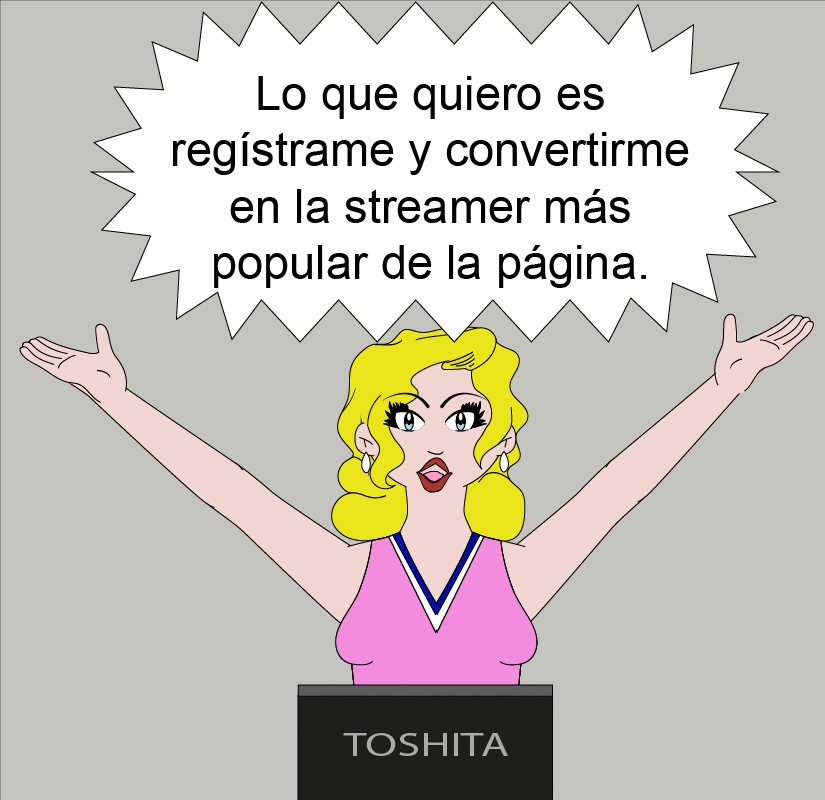 Lo que quiero es
regístrame y convertirme
en la streamer más
popular de la página.
TOSHITA